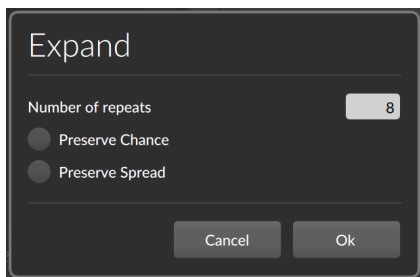 Expand
Number of repeats 8
Preserve Chance
Preserve Spread
Cancel Ok